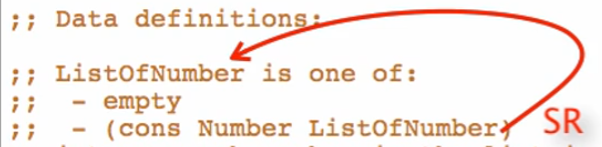 ;; Data definitions:
;; ListOfNumber is one of:
;;  - empty
;;  - (cons Number ListOfNumber)
SR